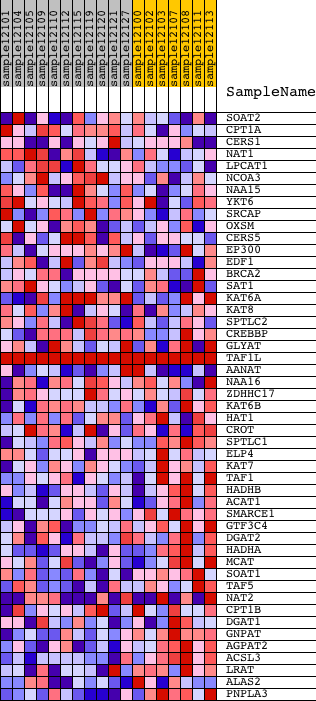 sample12101
sample12104
sample12105
sample12109
sample12110
sample12112
sample12115
sample12119
sample12120
sample12127
sample12100
sample12102
sample12103
sample12107
sample12108
sample12111
sample12113
SampleName
SOAT2
CPT1A
CERS1
NAT1
LPCAT1
NCOA3
NAA15
YKT6
SRCAP
OXSM
CERS5
EP300
EDF1
BRCA2
SAT1
KAT6A
KAT8
SPTLC2
CREBBP
GLYAT
TAF1L
AANAT
NAA16
ZDHHC17
KAT6B
HAT1
CROT
SPTLC1
ELP4
KAT7
TAF1
HADHB
ACAT1
SMARCE1
GTF3C4
DGAT2
HADHA
MCAT
SOAT1
TAF5
NAT2
CPT1B
DGAT1
GNPAT
AGPAT2
ACSL3
LRAT
ALAS2
PNPLA3